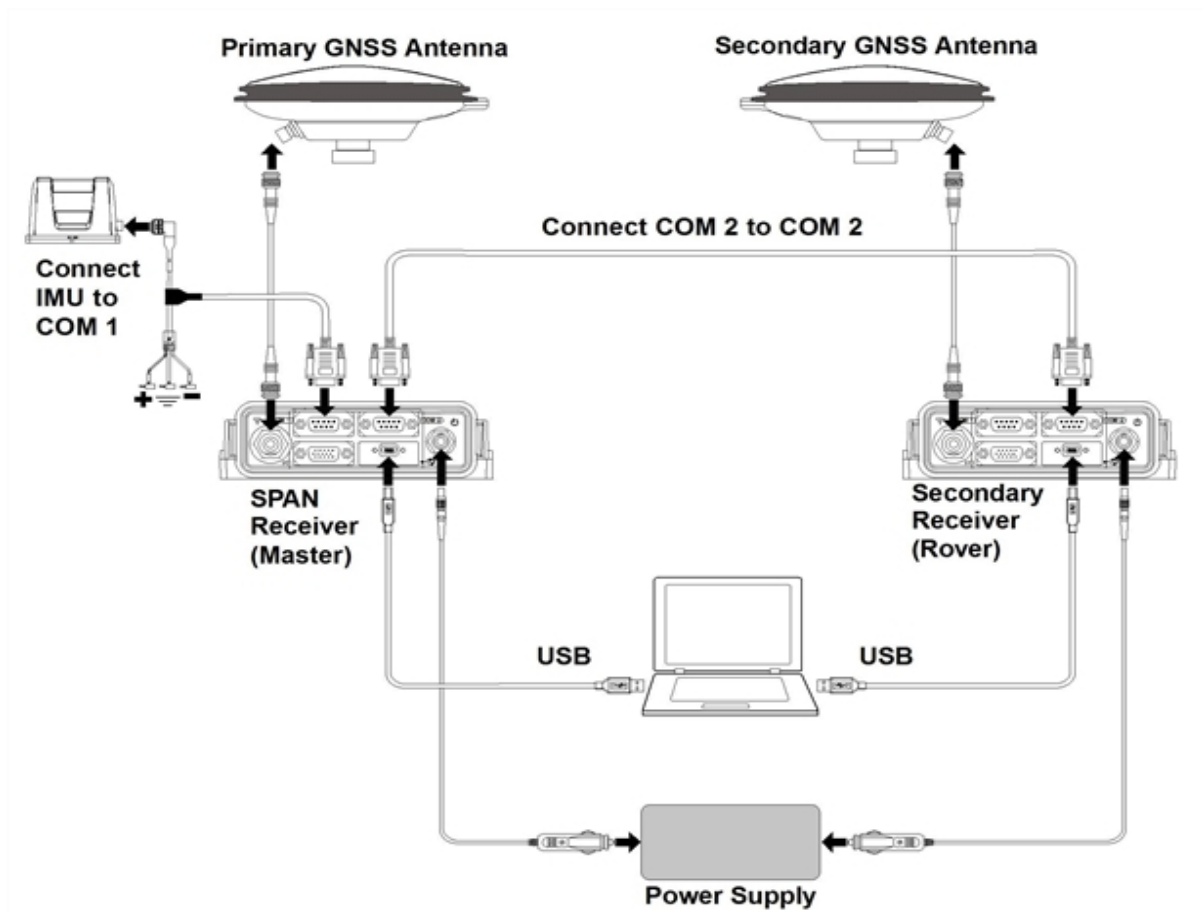 Primary GNSS Antenna
Secondary GNSS Antenna
Connect COM 2 to COM 2
Connect
IMU to
COM 1
+ -
SPAN
Receiver
(Master)
Secondary
Receiver
(Rover)
USB
USB
Power Supply